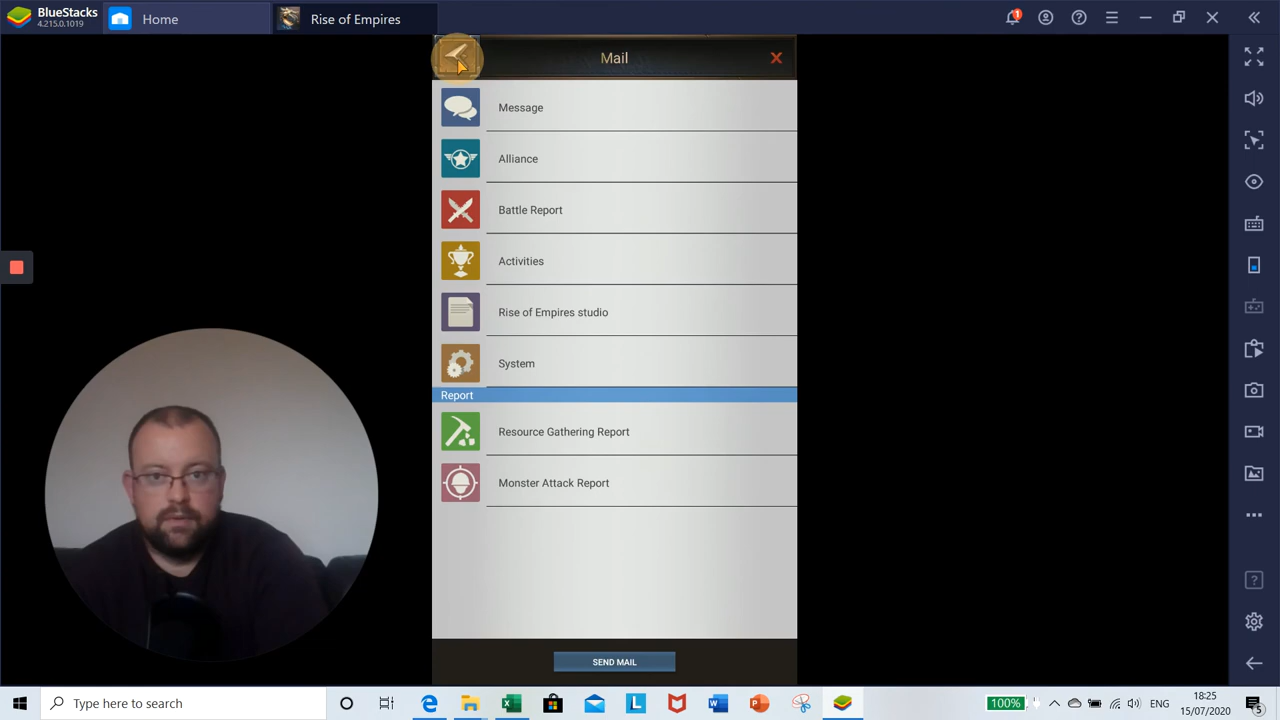 BlueStacks
4.215.0.1019
Home
Rise of Empires
1
Mail
Message
Alliance
Battle Report
Activities
Rise of Empires studio
System
Report
Resource Gathering Report
Monster Attack Report
SEND MAIL
Type here to search
L
100%
ENG
18:25
15/07/2020
5